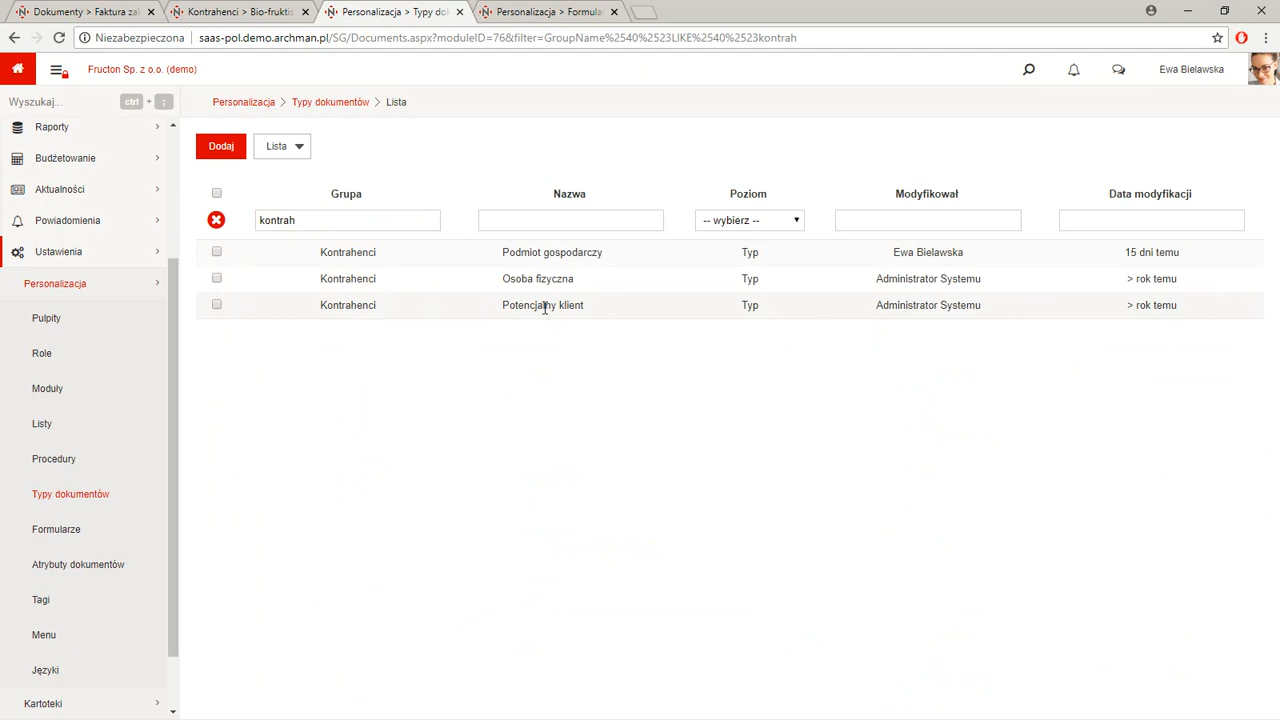 Dokumenty > Faktura za
Kontrahenci > Bio-fruktis
Personalizacja > Typy do
Personalizacja > Formula
Niezabezpieczona
saas-pol.demo.archman.pl/SG/Documents.aspx?moduleID=76&filter=GroupName%2540%2523LIKE%2540%2523kontrah
Fructon Sp. z o.o. (demo)
Ewa Bielawska
Wyszukaj...
ctrl + ;
Personalizacja > Typy dokumentów > Lista
Raporty
Budżetowanie
Aktualności
Powiadomienia
Ustawienia
Personalizacja
Pulpity
Role
Moduły
Listy
Procedury
Typy dokumentów
Formularze
Atrybuty dokumentów
Tagi
Menu
Języki
Kartoteki
Dodaj
Lista
Grupa Nazwa Poziom Modyfikował Data modyfikacji
kontrah -- wybierz --
Kontrahenci Podmiot gospodarczy Typ Ewa Bielawska 15 dni temu
Kontrahenci Osoba fizyczna Typ Administrator Systemu > rok temu
Kontrahenci Potencjalny klient Typ Administrator Systemu > rok temu